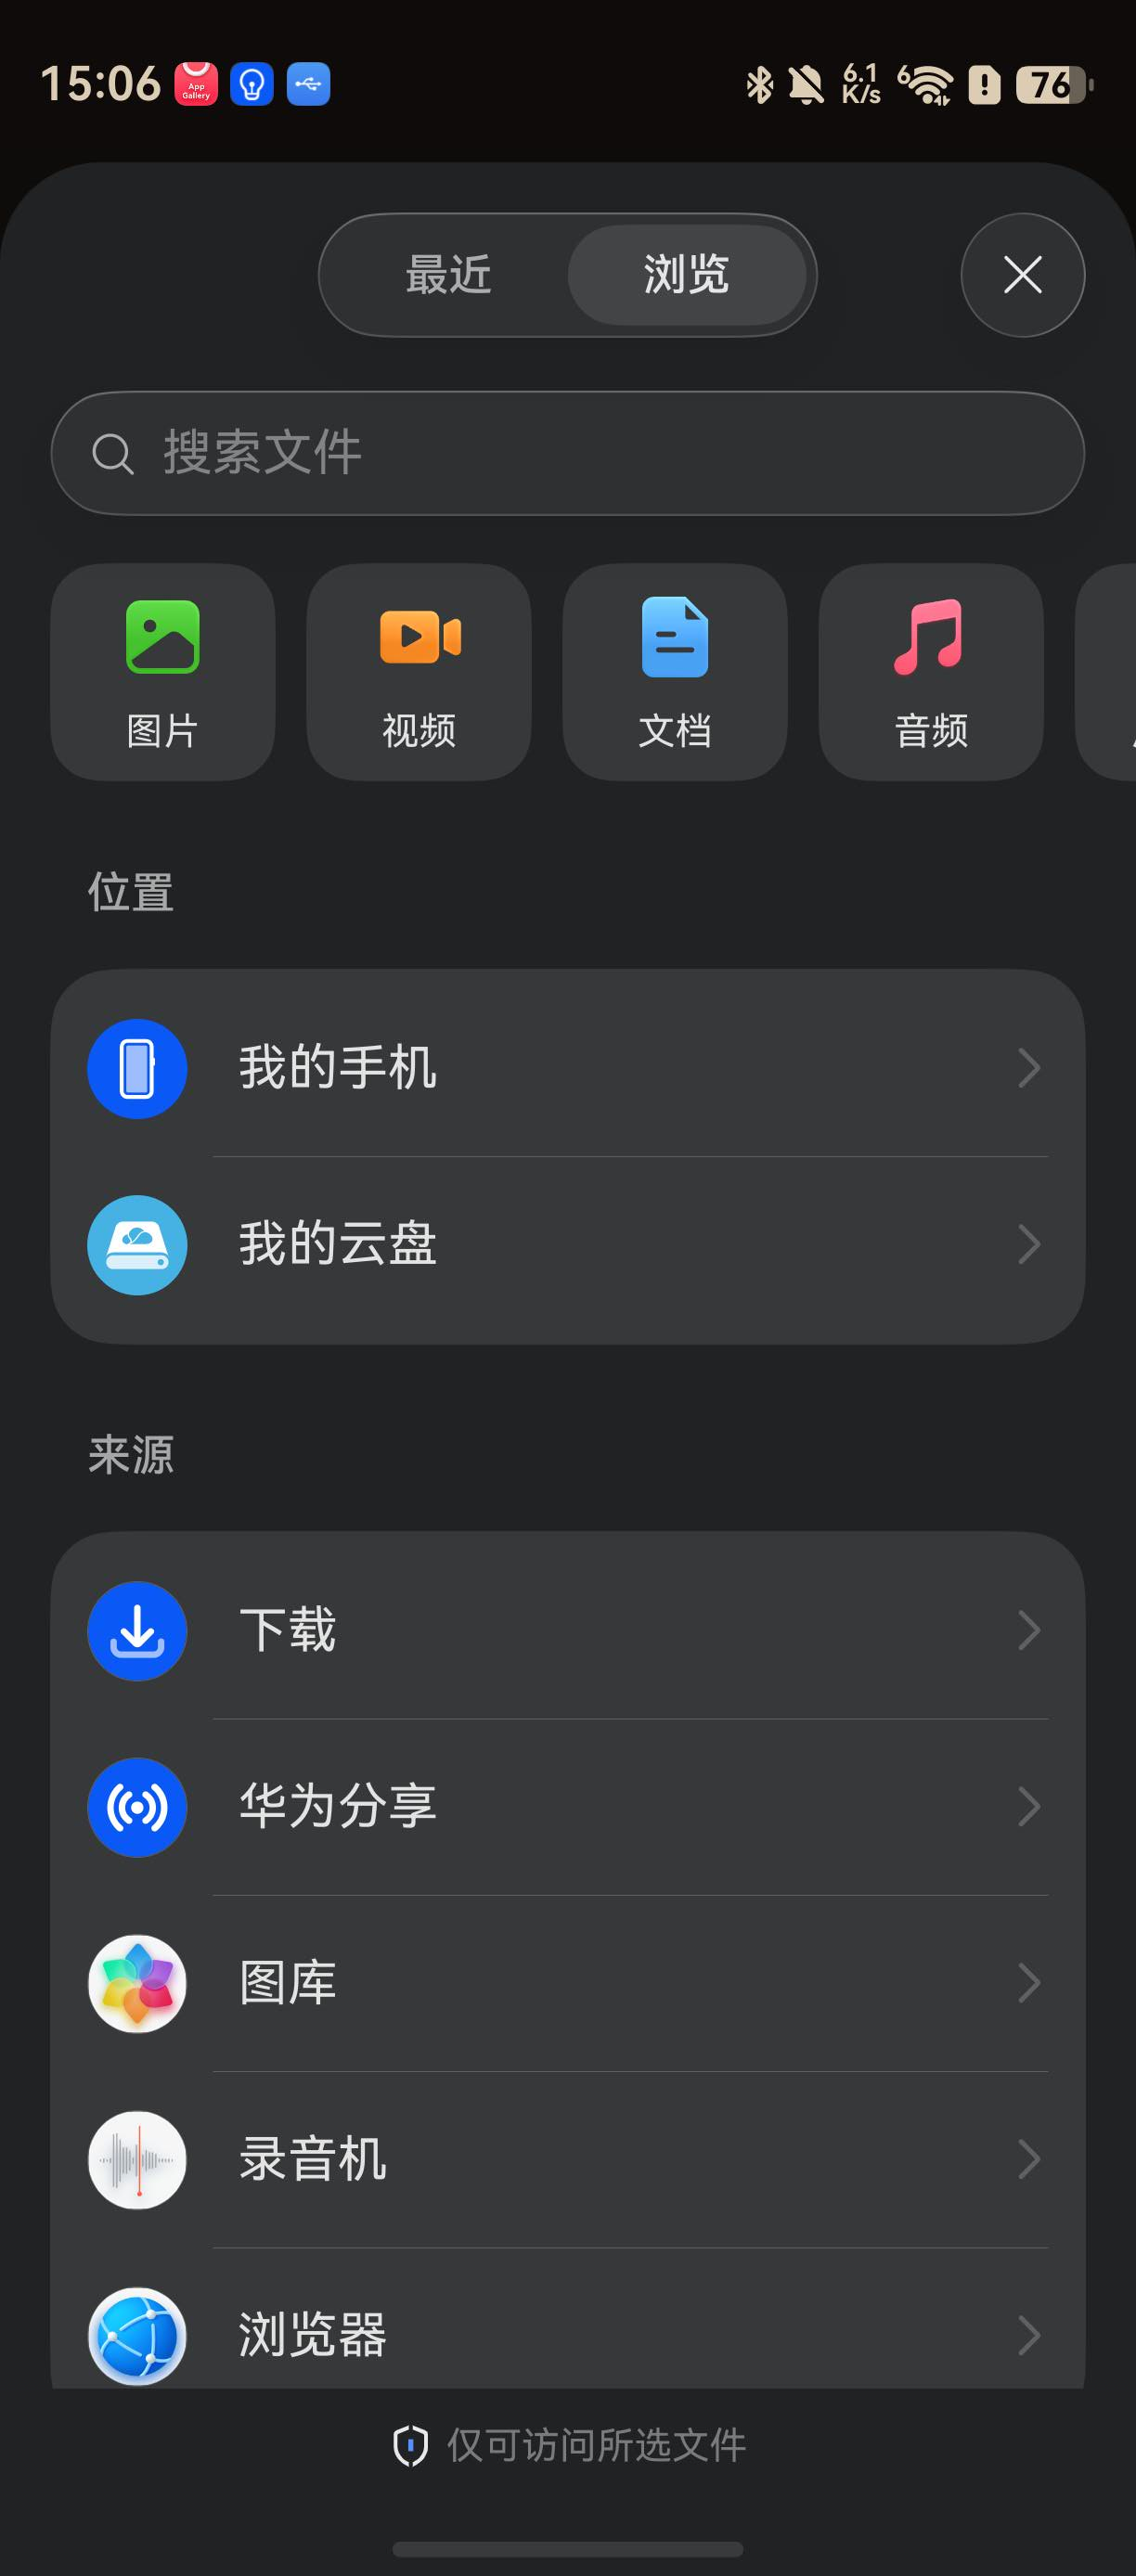 15:06
App
Gallery
6.1
K/s
6
76
最近
浏览
搜索文件
图片
视频
文档
音频
位置
我的手机
我的云盘
来源
下载
华为分享
图库
录音机
浏览器
仅可访问所选文件